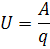 U = A/q